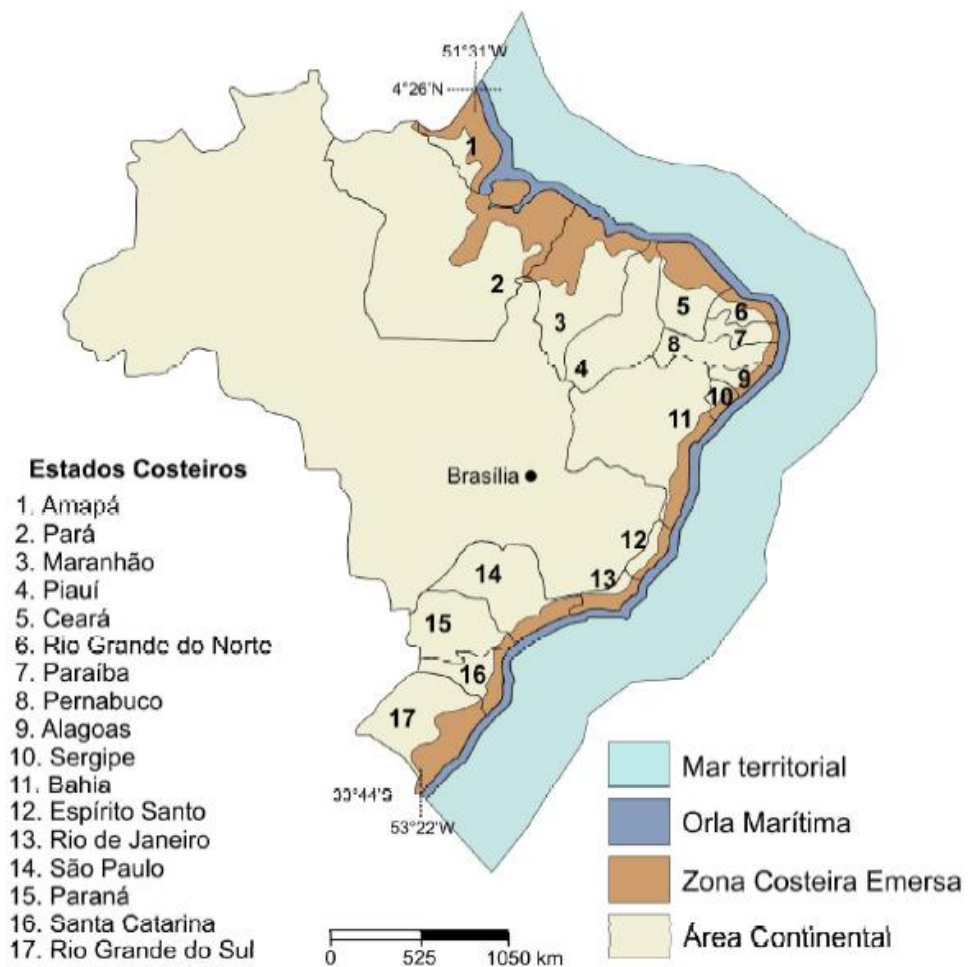 51°31'W
4°26'N
1
2
3
4
5
6
7
8
9
10
11
Brasília
12
13
14
15
16
17
53°22'W
Estados Costeiros
1. Amapá
2. Pará
3. Maranhão
4. Piauí
5. Ceará
6. Rio Grande do Norte
7. Paraíba
8. Pernabuco
9. Alagoas
10. Sergipe
11. Bahia
12. Espírito Santo
13. Rio de Janeiro
14. São Paulo
15. Paraná
16. Santa Catarina
17. Rio Grande do Sul
0 525 1050 km
Mar territorial
Orla Marítima
Zona Costeira Emersa
Área Continental